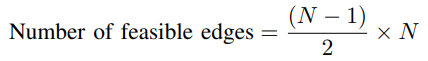 Number of feasible edges = (N − 1)/2 × N